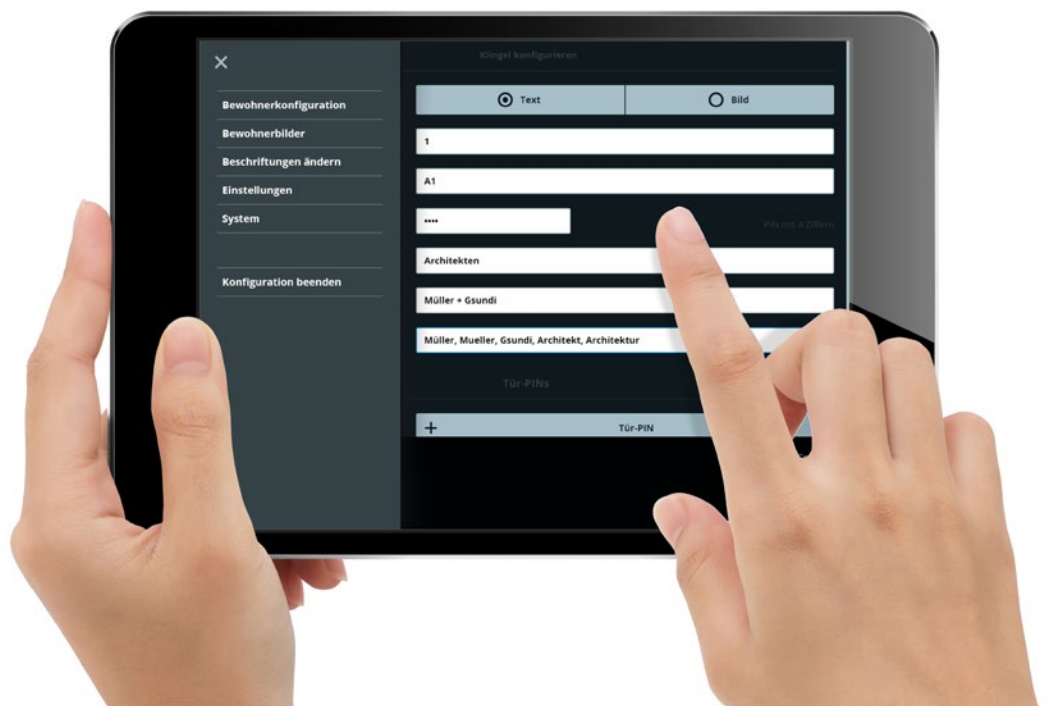 Klingel konfigurieren
Text
Bild
Bewohnerkonfiguration
Bewohnerbilder
Beschriftungen ändern
Einstellungen
System
Konfiguration beenden
1
A1
••••
PIN mit 4 Ziffern
Architekten
Müller + Gsundi
Müller, Mueller, Gsundi, Architekt, Architektur
Tür-PINs
+ Tür-PIN